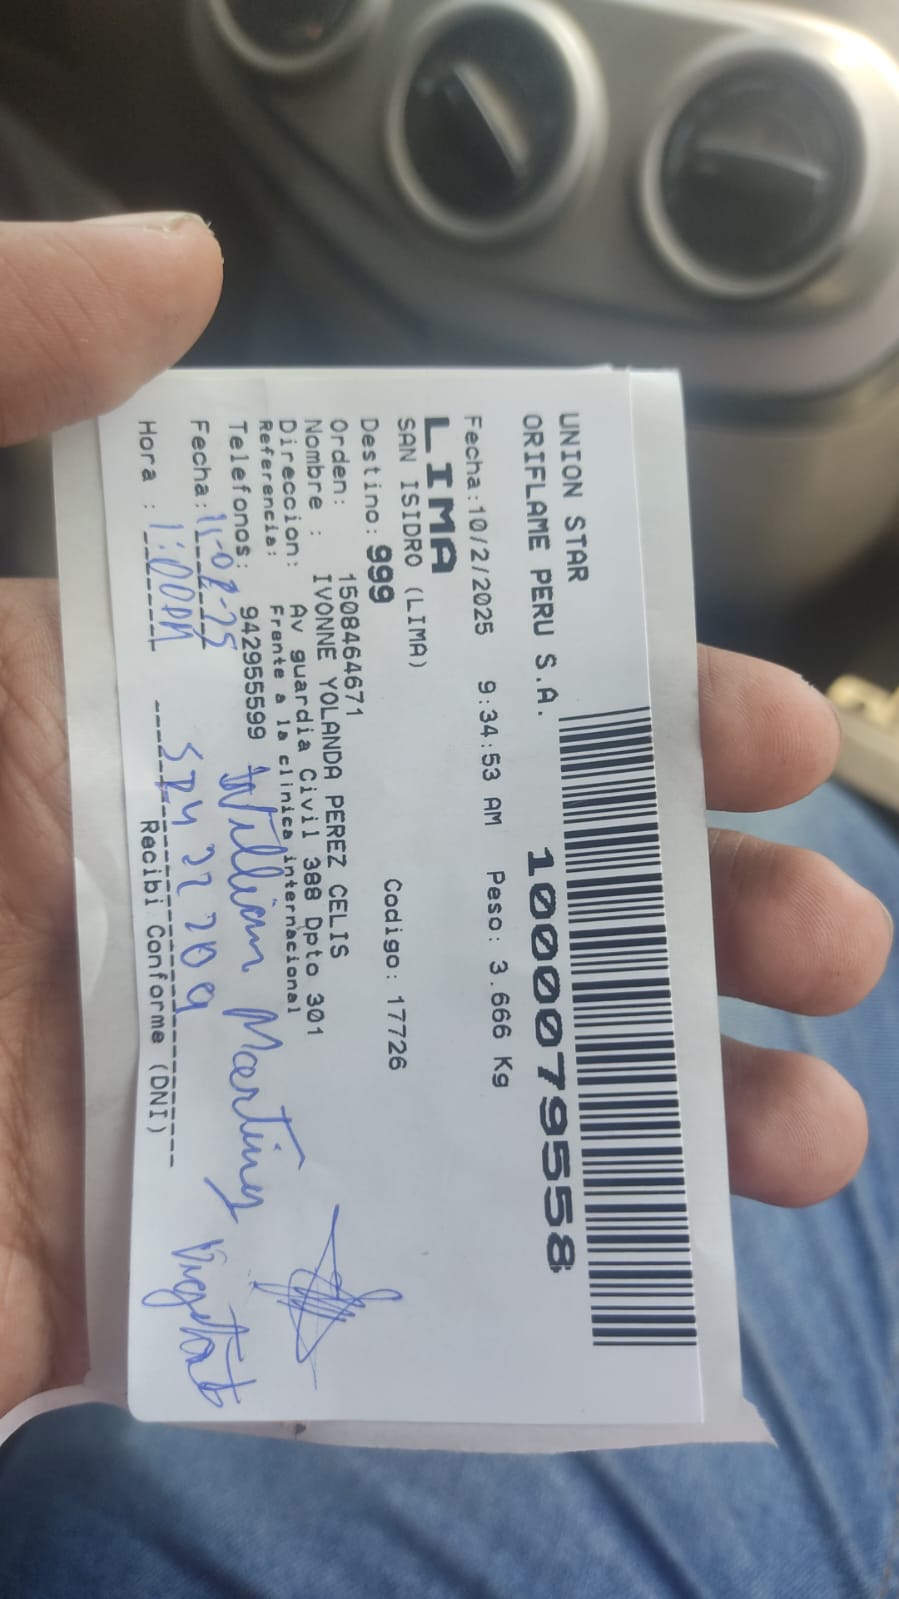 UNION STAR
ORIFLAME PERU S.A.
1000079558
Fecha:10/2/2025 9:34:53 AM Peso: 3.666 Kg
LIMA
SAN ISIDRO (LIMA)
Destino: 999 Codigo: 17726
Orden: 1508464671
Nombre : IVONNE YOLANDA PEREZ CELIS
Direccion: Av guardia Civil 388 Dpto 301
Referencia: Frente a la clinica internacional
Telefonos: 942955599
William Martinez
Fecha: 11-02-25
Hora : 1:00PM
Recibi Conforme (DNI)